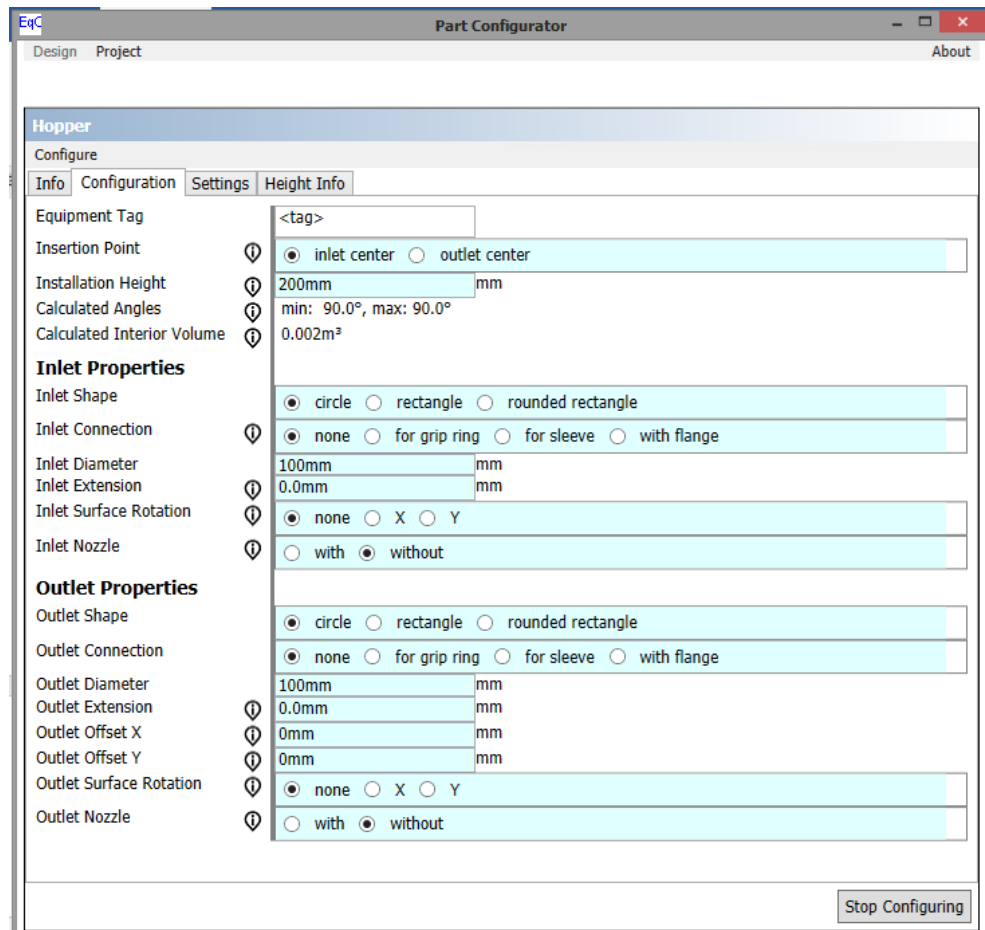 EqC Part Configurator
Design Project About
Hopper
Configure
Info Configuration Settings Height Info
Equipment Tag <tag>
Insertion Point inlet center outlet center
Installation Height 200mm mm
Calculated Angles min: 90.0°, max: 90.0°
Calculated Interior Volume 0.002m³
Inlet Properties
Inlet Shape circle rectangle rounded rectangle
Inlet Connection none for grip ring for sleeve with flange
Inlet Diameter 100mm mm
Inlet Extension 0.0mm mm
Inlet Surface Rotation none X Y
Inlet Nozzle with without
Outlet Properties
Outlet Shape circle rectangle rounded rectangle
Outlet Connection none for grip ring for sleeve with flange
Outlet Diameter 100mm mm
Outlet Extension 0.0mm mm
Outlet Offset X 0mm mm
Outlet Offset Y 0mm mm
Outlet Surface Rotation none X Y
Outlet Nozzle with without
Stop Configuring